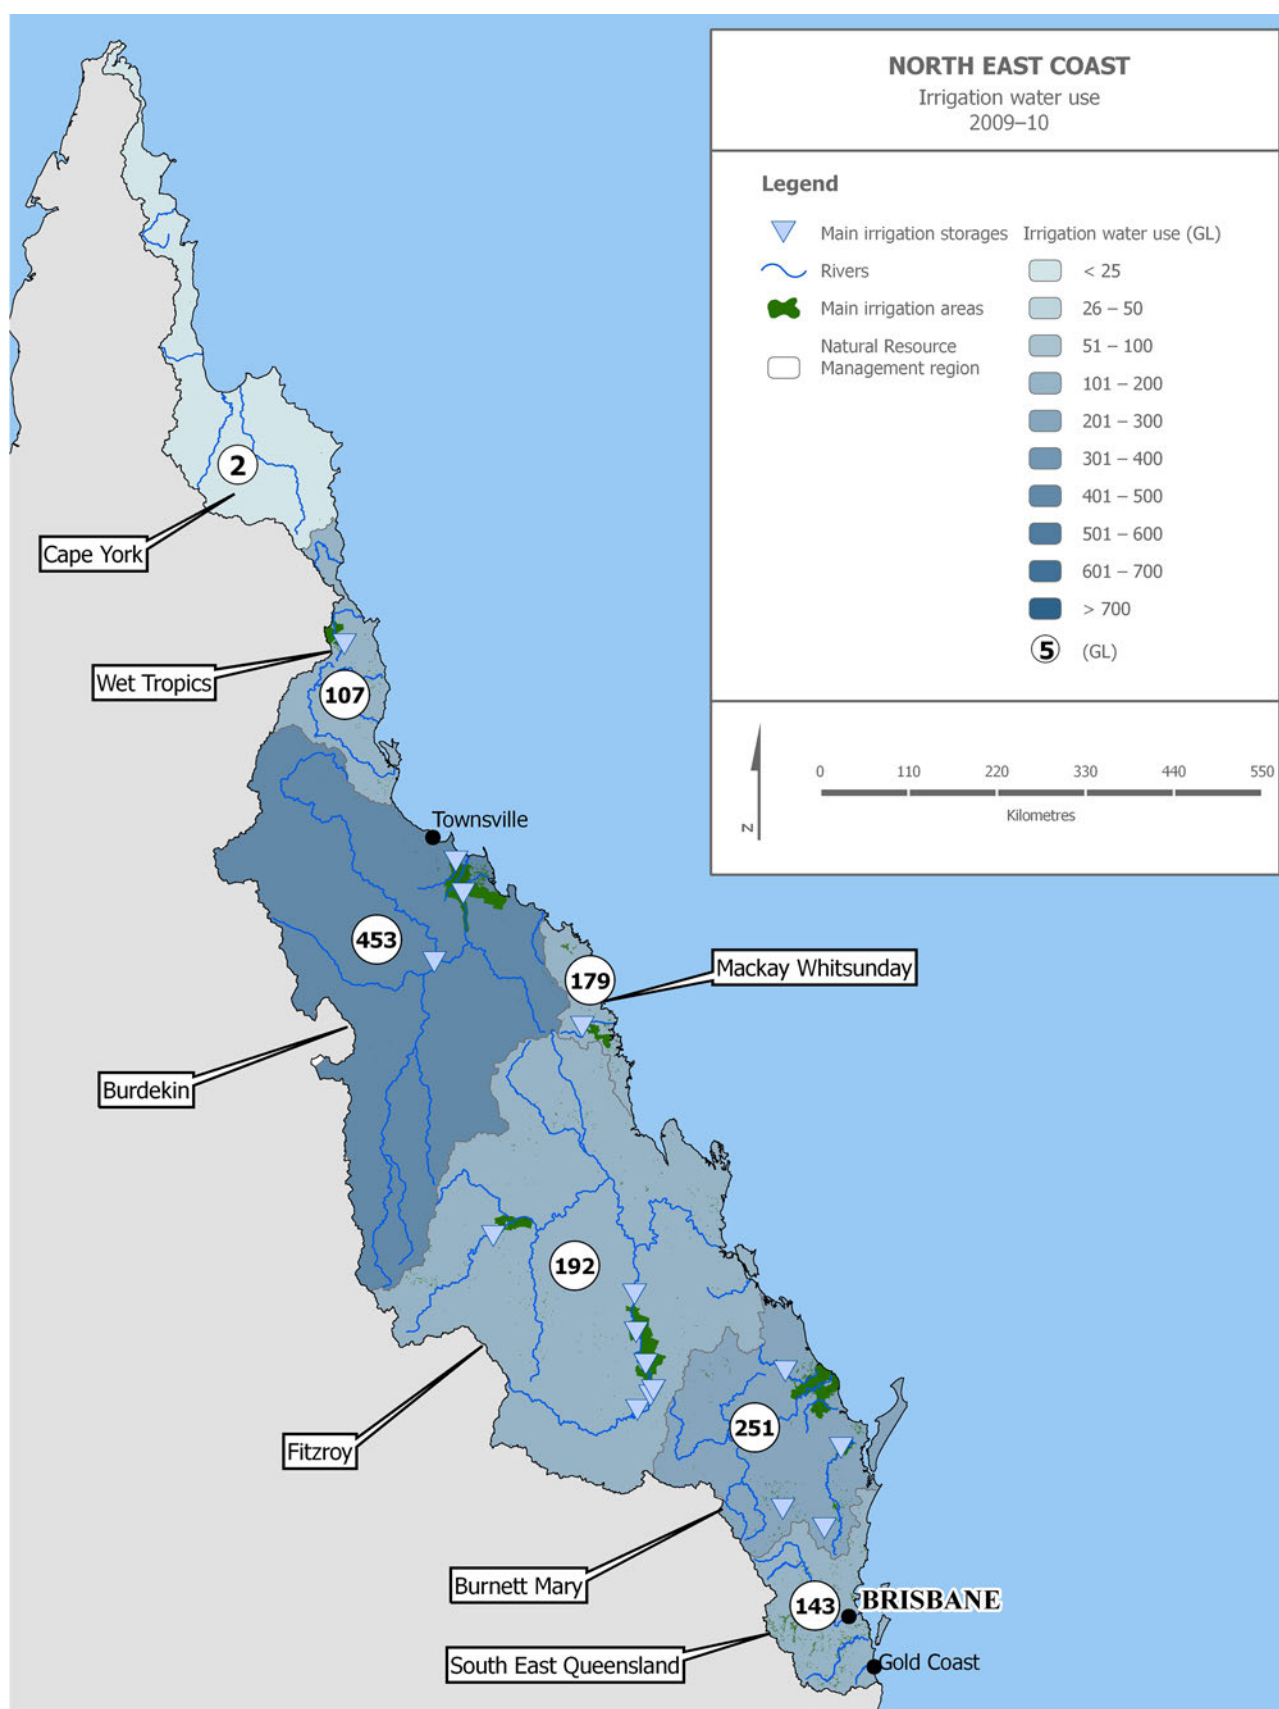 NORTH EAST COAST
Irrigation water use
2009–10
Legend
Main irrigation storages
Rivers
Main irrigation areas
Natural Resource
Management region
Irrigation water use (GL)
< 25
26 – 50
51 – 100
101 – 200
201 – 300
301 – 400
401 – 500
501 – 600
601 – 700
> 700
5 (GL)
N
0 110 220 330 440 550
Kilometres
2
Cape York
Wet Tropics
107
Townsville
453
179
Mackay Whitsunday
Burdekin
192
Fitzroy
251
Burnett Mary
143
BRISBANE
South East Queensland
Gold Coast